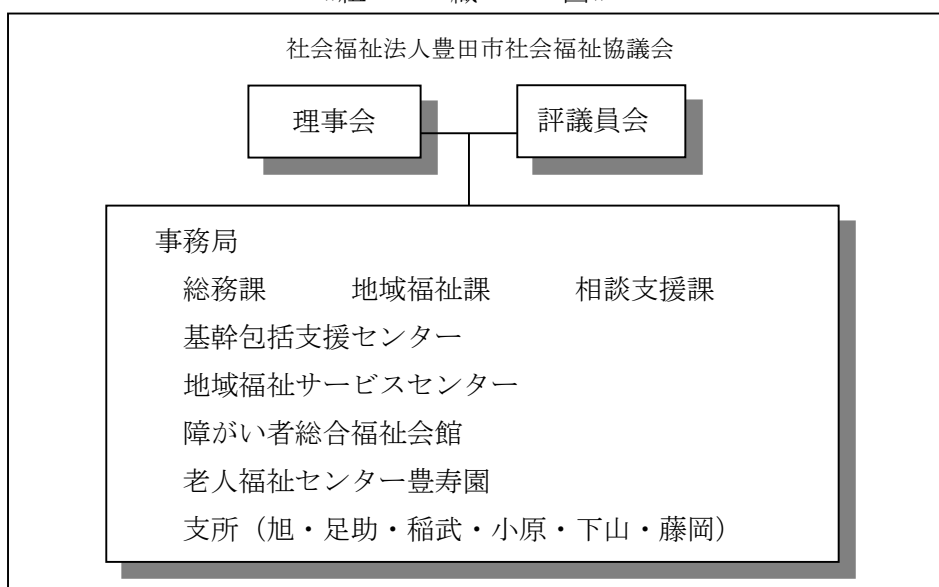 社会福祉法人豊田市社会福祉協議会
理事会
評議員会
事務局
総務課　地域福祉課　相談支援課
基幹包括支援センター
地域福祉サービスセンター
障がい者総合福祉会館
老人福祉センター豊寿園
支所（旭・足助・稲武・小原・下山・藤岡）